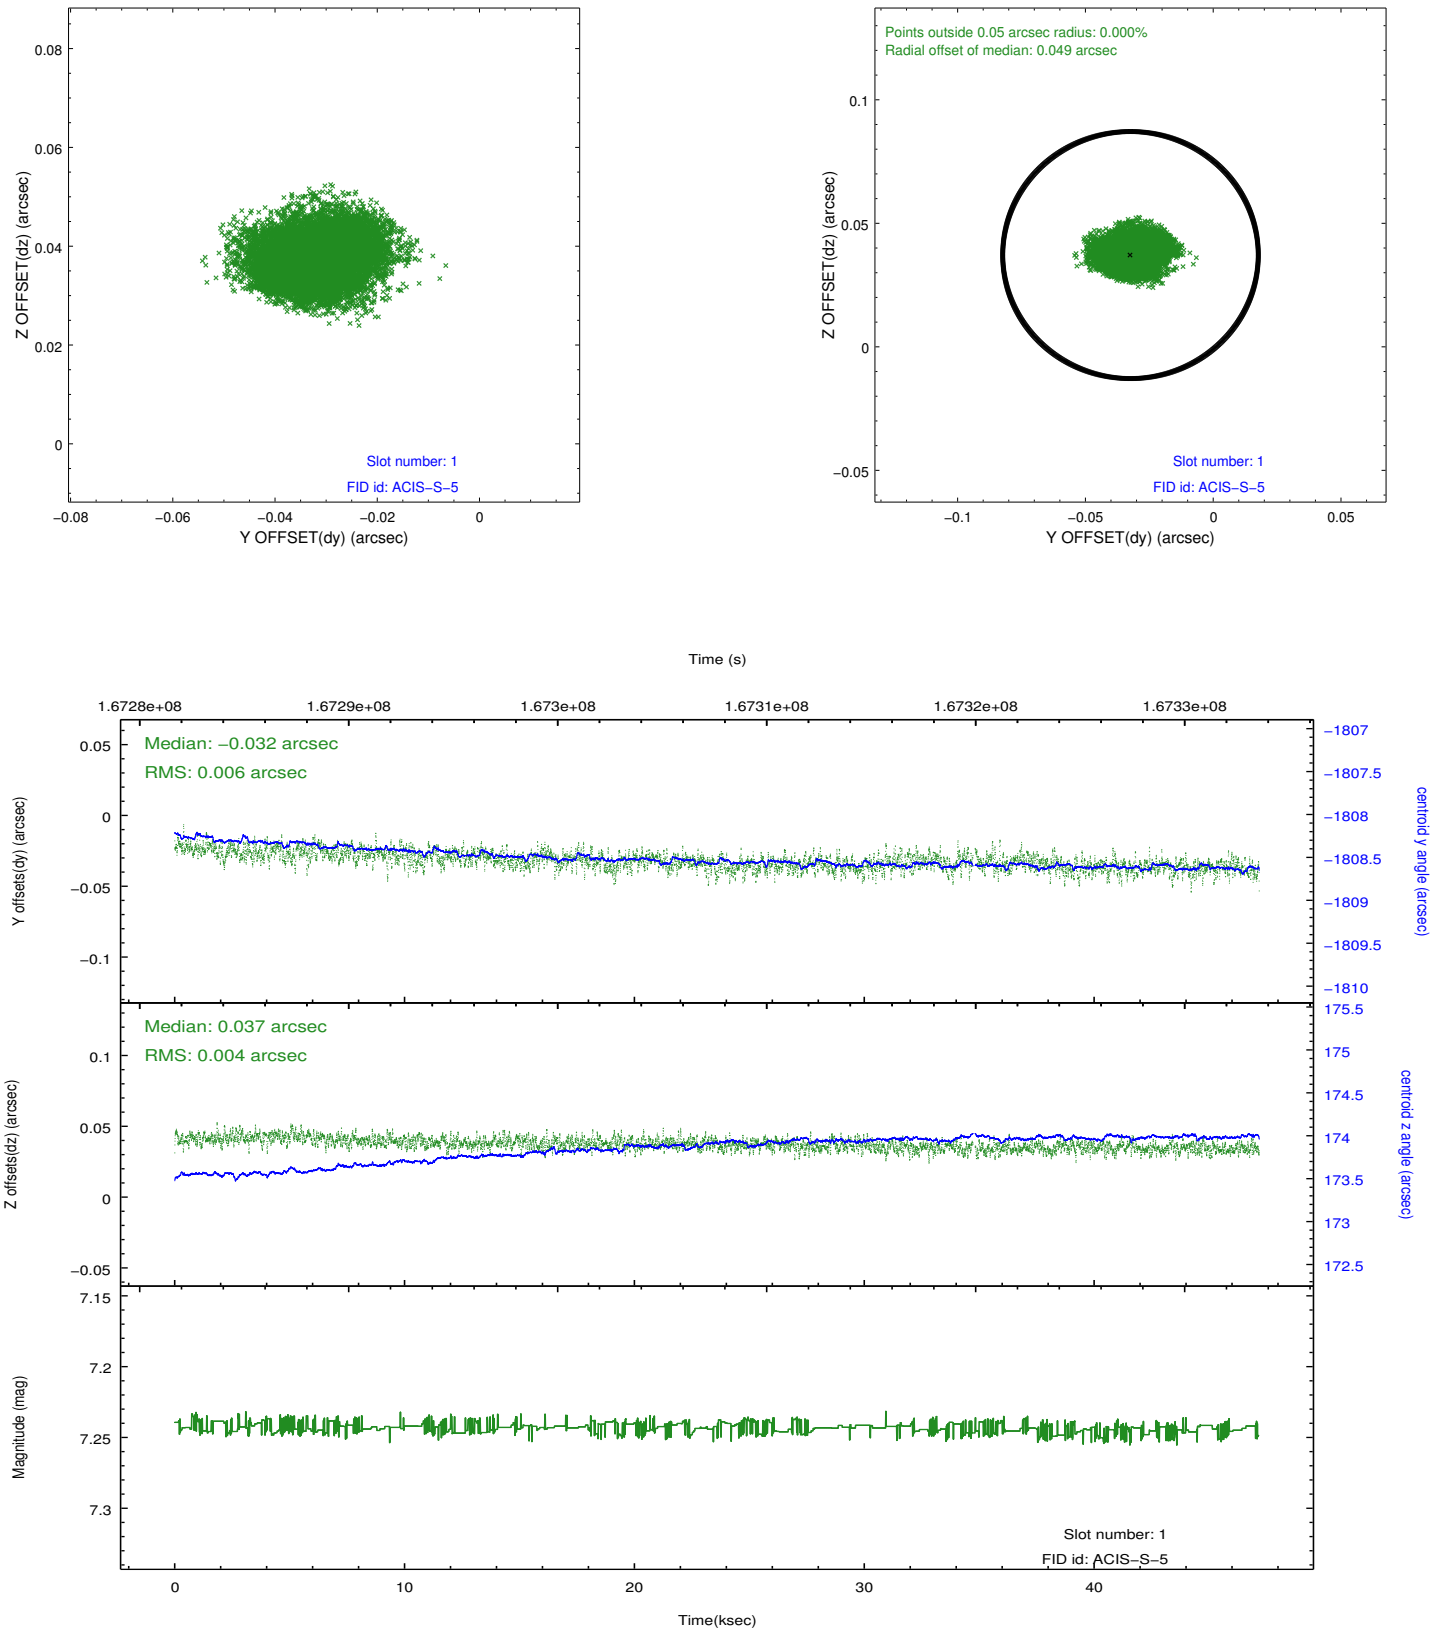 0.08
0.06
0.04
0.02
0
Z OFFSET(dz) (arcsec)
Slot number: 1
FID id: ACIS−S−5
−0.08
−0.06
−0.04
−0.02
0
Y OFFSET(dy) (arcsec)
Points outside 0.05 arcsec radius: 0.000%
Radial offset of median: 0.049 arcsec
0.1
0.05
0
−0.05
Z OFFSET(dz) (arcsec)
Slot number: 1
FID id: ACIS−S−5
−0.1
−0.05
0
0.05
Y OFFSET(dy) (arcsec)
Time (s)
1.6728e+08
1.6729e+08
1.673e+08
1.6731e+08
1.6732e+08
1.6733e+08
Median: −0.032 arcsec
RMS: 0.006 arcsec
0.05
0
−0.05
−0.1
Y offsets(dy) (arcsec)
−1807
−1807.5
−1808
−1808.5
−1809
−1809.5
−1810
centroid y angle (arcsec)
Median: 0.037 arcsec
RMS: 0.004 arcsec
0.1
0.05
0
−0.05
Z offsets(dz) (arcsec)
175.5
175
174.5
174
173.5
173
172.5
centroid z angle (arcsec)
7.15
7.2
7.25
7.3
Magnitude (mag)
Slot number: 1
FID id: ACIS−S−5
0
10
20
30
40
Time(ksec)